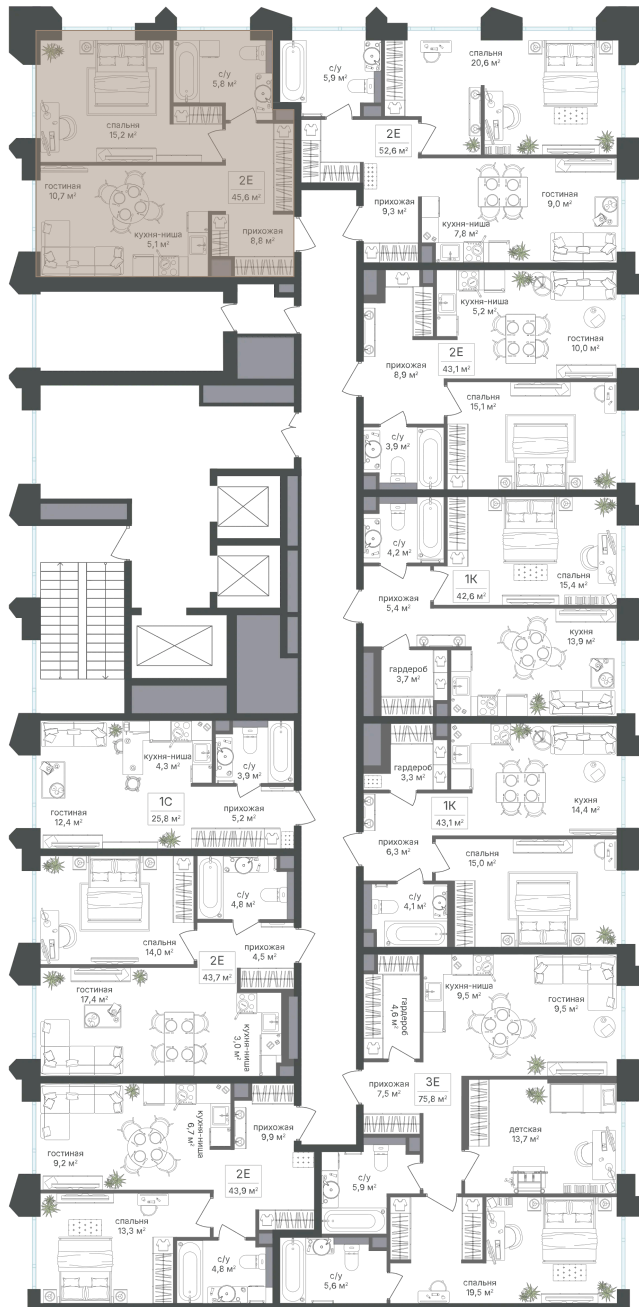 с/у
5,8 м²
спальня
15,2 м²
гостиная
10,7 м²
2Е
45,6 м²
кухня-ниша
5,1 м²
прихожая
8,8 м²
с/у
5,9 м²
спальня
20,6 м²
2Е
52,6 м²
прихожая
9,3 м²
гостиная
9,0 м²
кухня-ниша
7,8 м²
кухня-ниша
5,2 м²
гостиная
10,0 м²
2Е
43,1 м²
прихожая
8,9 м²
спальня
15,1 м²
с/у
3,9 м²
с/у
4,2 м²
спальня
15,4 м²
1К
42,6 м²
прихожая
5,4 м²
кухня
13,9 м²
гардероб
3,7 м²
кухня-ниша
4,3 м²
с/у
3,9 м²
1С
25,8 м²
гостиная
12,4 м²
прихожая
5,2 м²
гардероб
3,3 м²
кухня
14,4 м²
1К
43,1 м²
прихожая
6,3 м²
спальня
15,0 м²
с/у
4,1 м²
с/у
4,8 м²
спальня
14,0 м²
прихожая
4,5 м²
2Е
43,7 м²
гостиная
17,4 м²
кухня-ниша
3,0 м²
гардероб
4,6 м²
кухня-ниша
9,5 м²
гостиная
9,5 м²
прихожая
7,5 м²
3Е
75,8 м²
детская
13,7 м²
кухня-ниша
6,7 м²
прихожая
9,9 м²
гостиная
9,2 м²
2Е
43,9 м²
с/у
5,9 м²
спальня
13,3 м²
с/у
4,8 м²
с/у
5,6 м²
спальня
19,5 м²